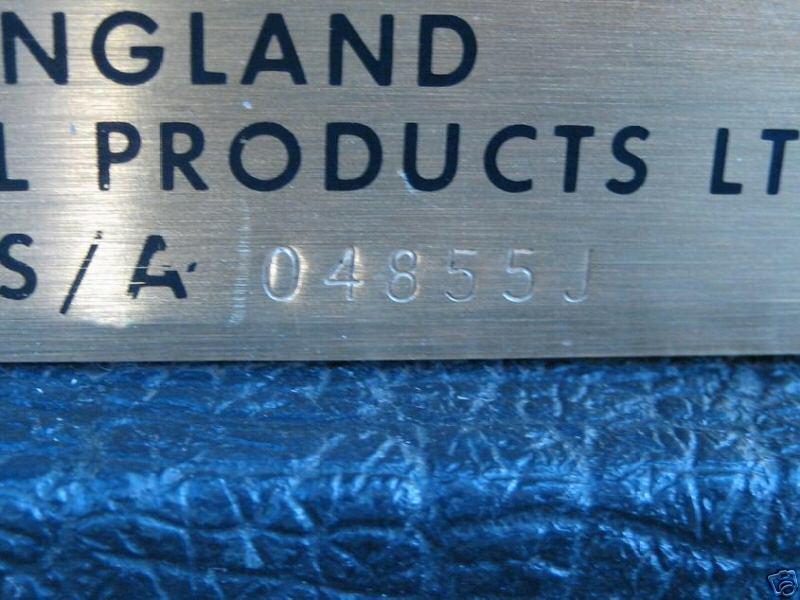 NGLAND
L PRODUCTS LT
S/A 04855J